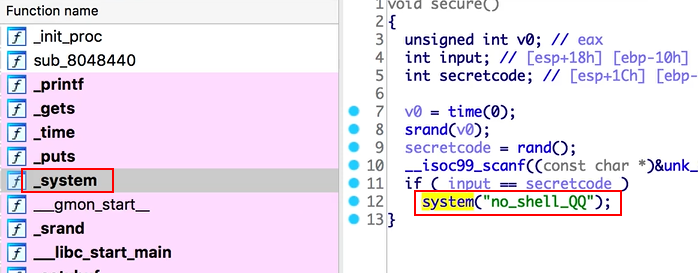 Function name
_init_proc
sub_8048440
_printf
_gets
_time
_puts
_system
__gmon_start__
_srand
__libc_start_main
1 void secure()
2 {
3 unsigned int v0; // eax
4 int input; // [esp+18h] [ebp-10h]
5 int secretcode; // [esp+1Ch] [ebp-
6
7 v0 = time(0);
8 srand(v0);
9 secretcode = rand();
10 __isoc99_scanf((const char *)&unk_
11 if ( input == secretcode )
12 system("no_shell_QQ");
13 }